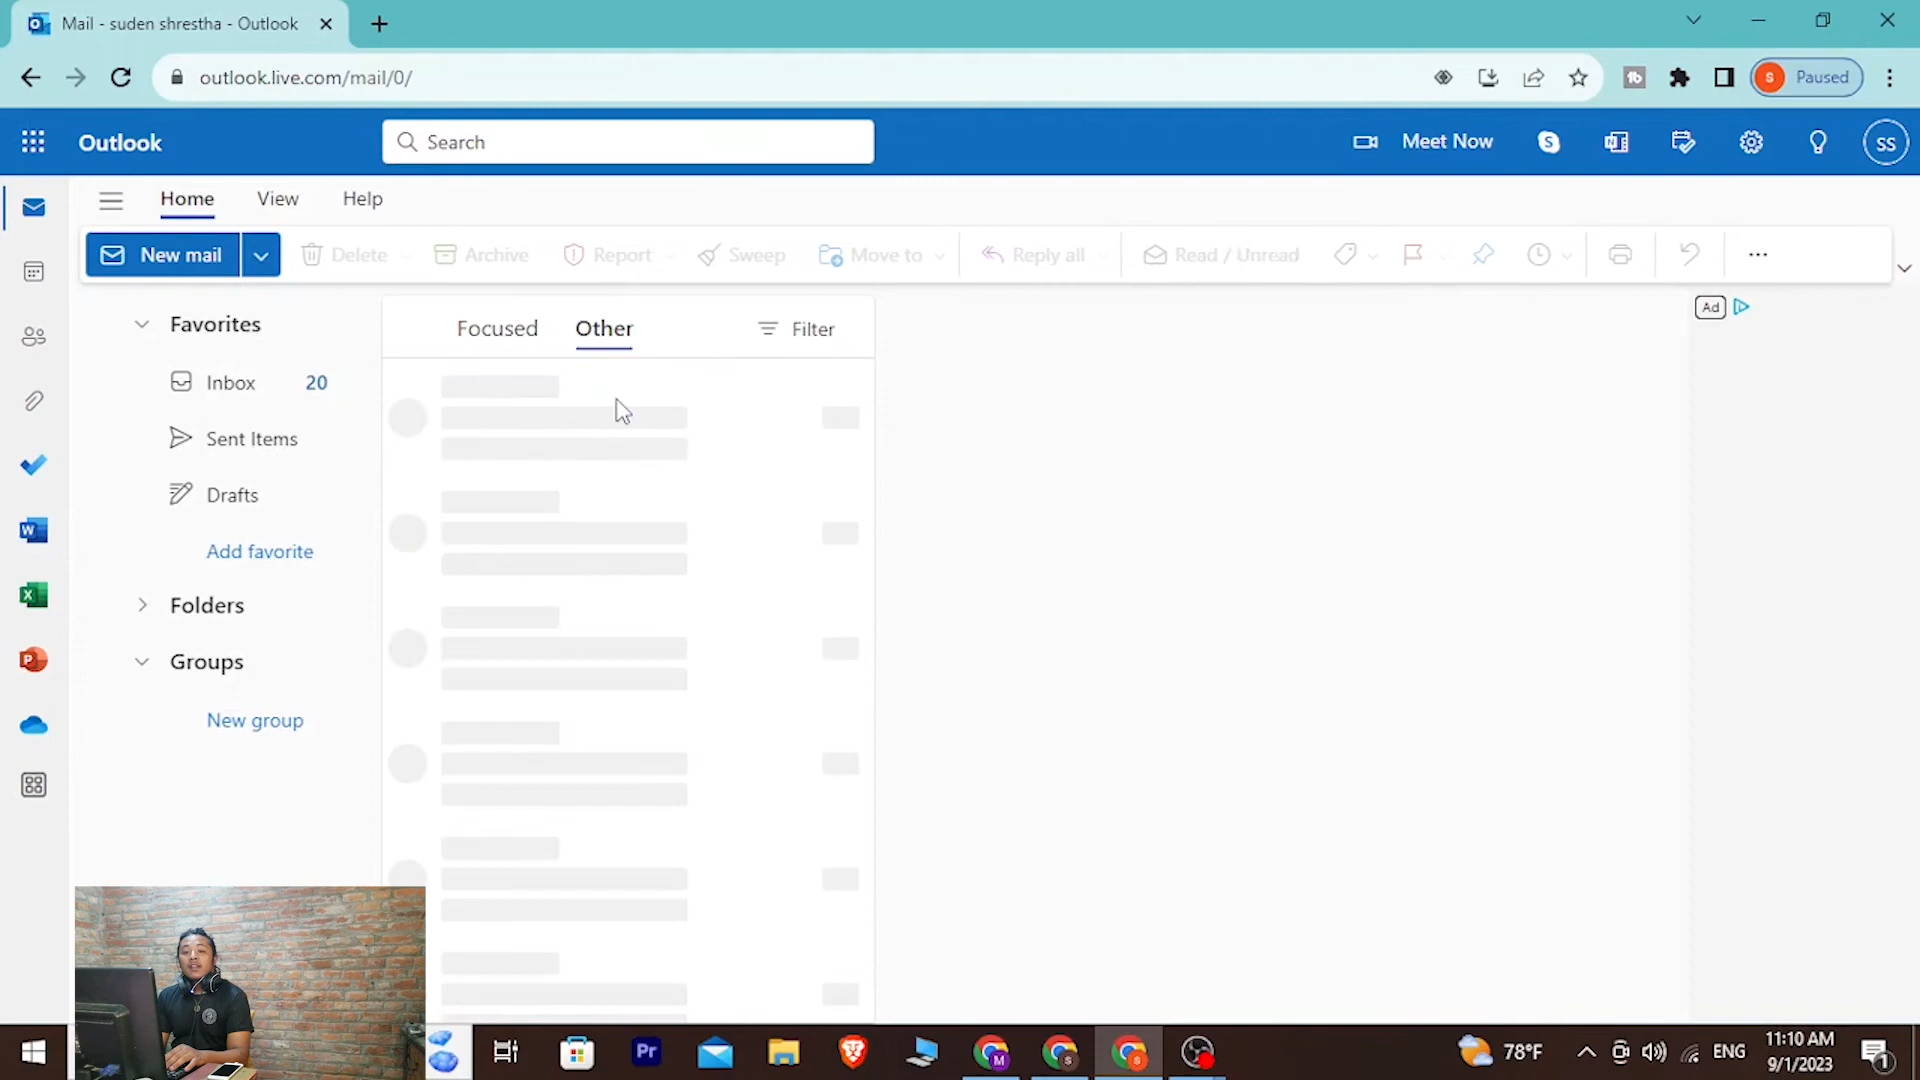 Mail - suden shrestha - Outlook
outlook.live.com/mail/0/
S Paused
Outlook
Search
Meet Now
SS
Home View Help
New mail Delete Archive Report Sweep Move to Reply all Read / Unread
Favorites
Inbox 20
Sent Items
Drafts
Add favorite
Folders
Groups
New group
Focused Other Filter
Ad
W
X
P
Pr
M
S
S
78°F
ENG
11:10 AM
9/1/2023
1